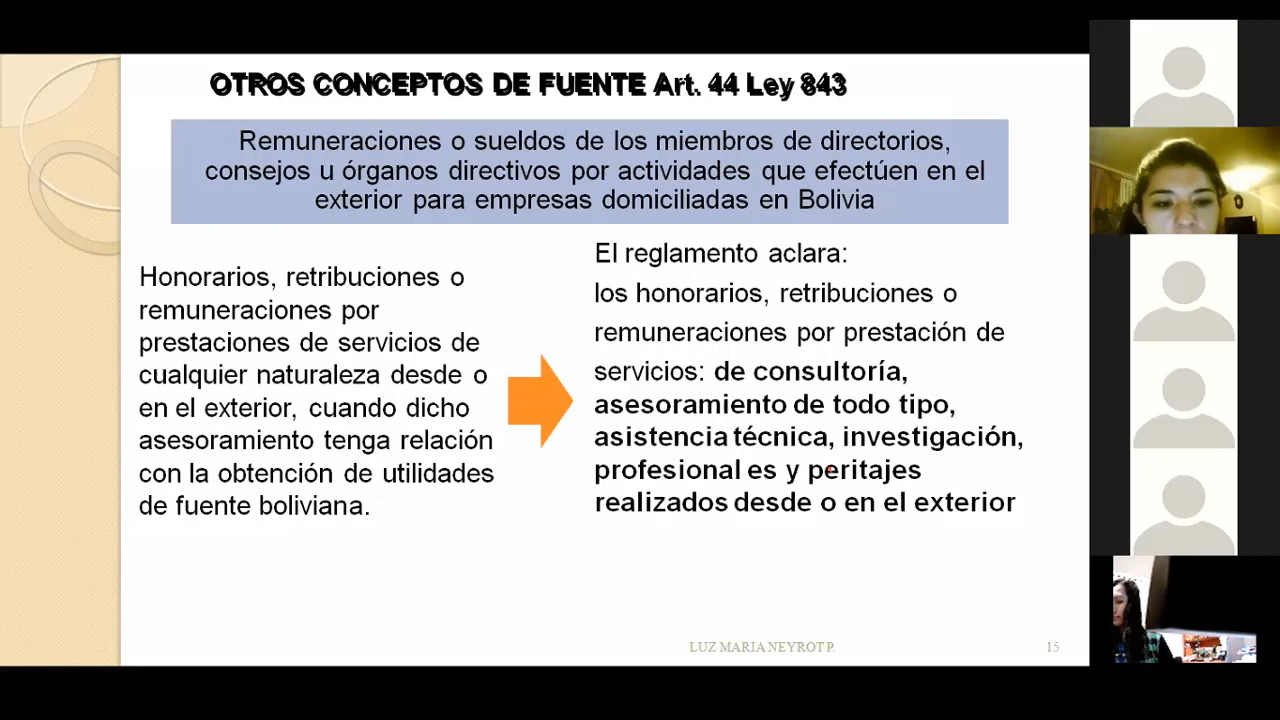 OTROS CONCEPTOS DE FUENTE Art. 44 Ley 843
Remuneraciones o sueldos de los miembros de directorios,
consejos u órganos directivos por actividades que efectúen en el
exterior para empresas domiciliadas en Bolivia
Honorarios, retribuciones o
remuneraciones por
prestaciones de servicios de
cualquier naturaleza desde o
en el exterior, cuando dicho
asesoramiento tenga relación
con la obtención de utilidades
de fuente boliviana.
El reglamento aclara:
los honorarios, retribuciones o
remuneraciones por prestación de
servicios: de consultoría,
asesoramiento de todo tipo,
asistencia técnica, investigación,
profesional es y peritajes
realizados desde o en el exterior
LUZ MARIA NEYROT P.
15